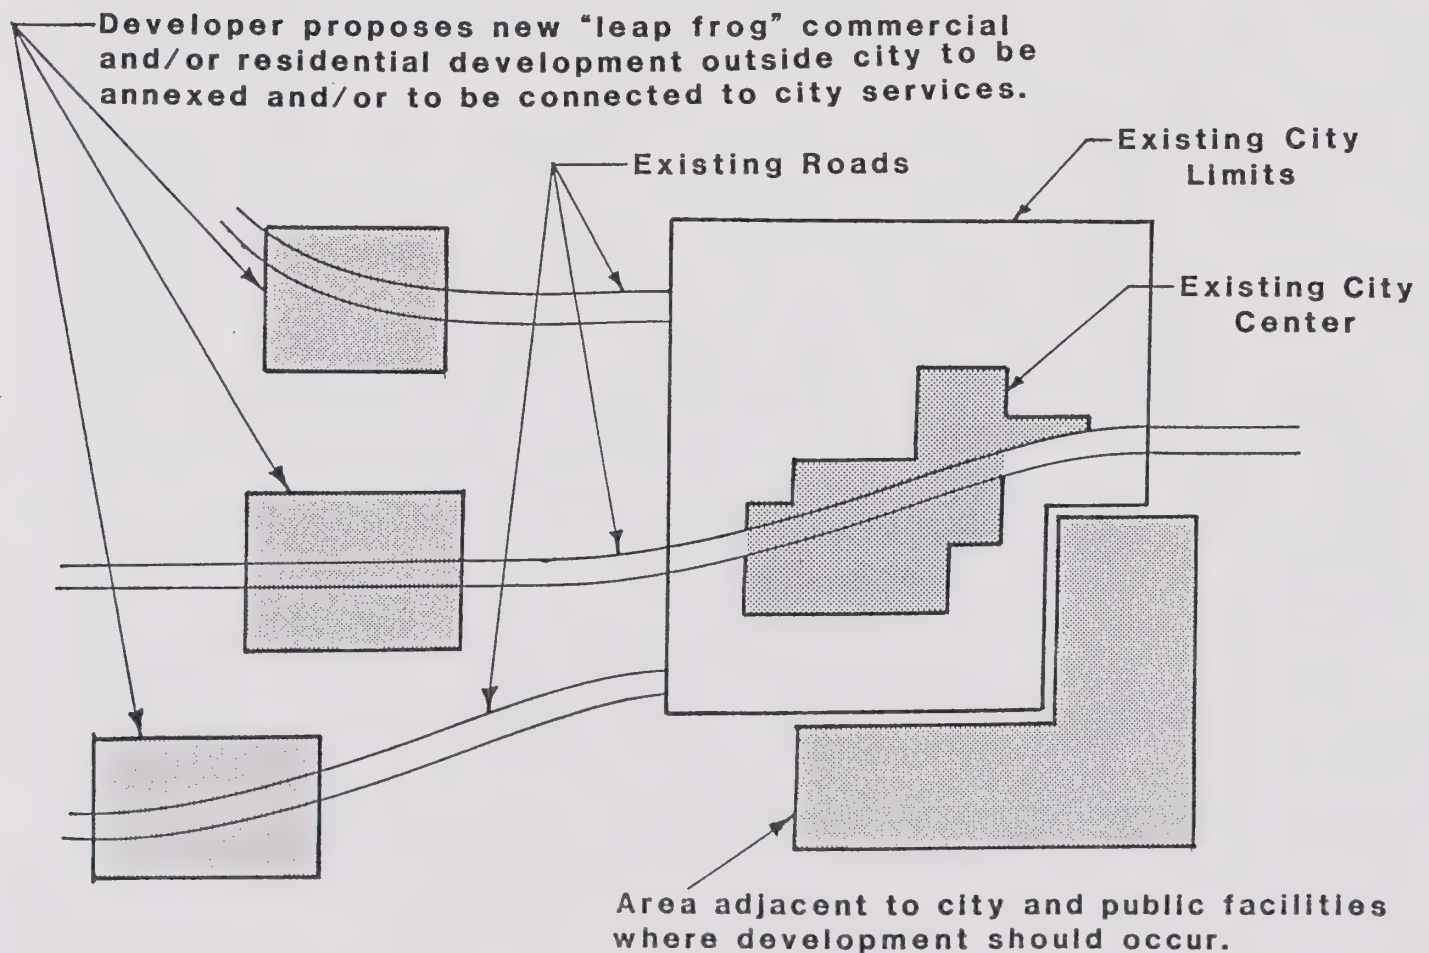 Developer proposes new “leap frog” commercial
and/or residential development outside city to be
annexed and/or to be connected to city services.
Existing Roads
Existing City
Limits
Existing City
Center
Area adjacent to city and public facilities
where development should occur.